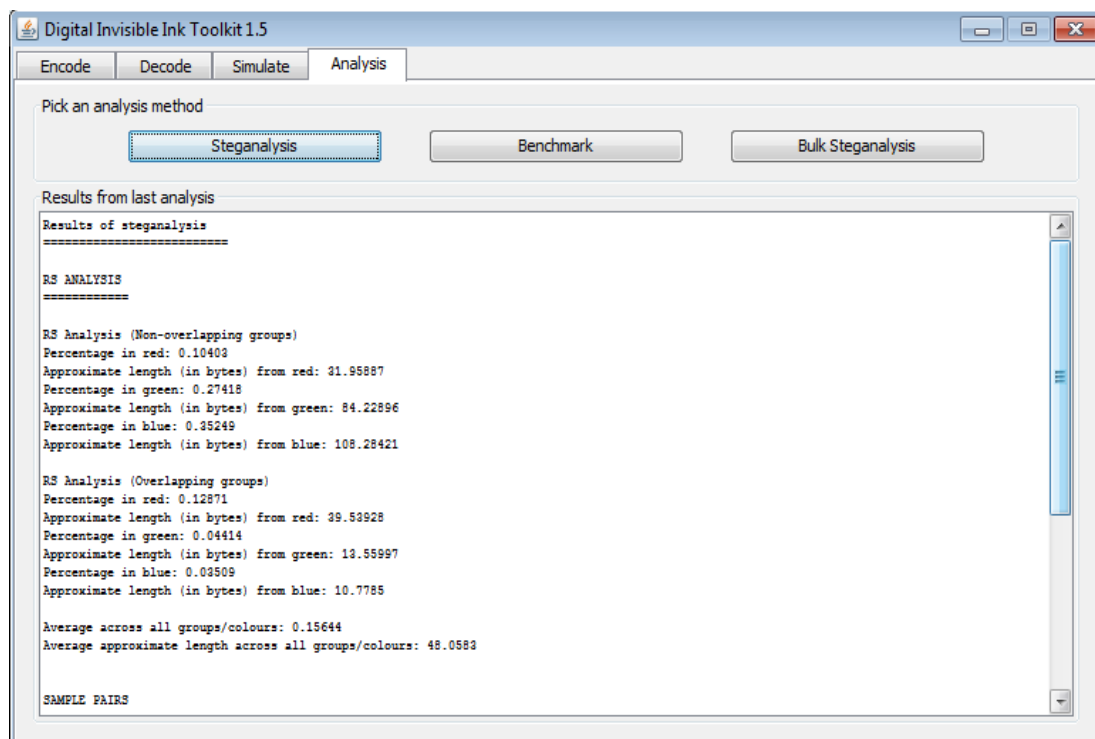 Digital Invisible Ink Toolkit 1.5
Encode Decode Simulate Analysis
Pick an analysis method
Steganalysis Benchmark Bulk Steganalysis
Results from last analysis
Results of steganalysis
==========================
RS ANALYSIS
============
RS Analysis (Non-overlapping groups)
Percentage in red: 0.10403
Approximate length (in bytes) from red: 31.95887
Percentage in green: 0.27418
Approximate length (in bytes) from green: 84.22896
Percentage in blue: 0.35249
Approximate length (in bytes) from blue: 108.28421
RS Analysis (Overlapping groups)
Percentage in red: 0.12871
Approximate length (in bytes) from red: 39.53928
Percentage in green: 0.04414
Approximate length (in bytes) from green: 13.55997
Percentage in blue: 0.03509
Approximate length (in bytes) from blue: 10.7785
Average across all groups/colours: 0.15644
Average approximate length across all groups/colours: 48.0583
SAMPLE PAIRS